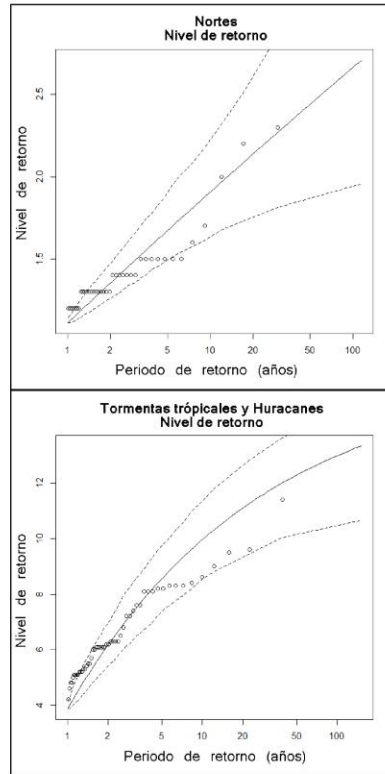 Nortes
Nivel de retorno
Nivel de retorno
2.5
2.0
1.5
1 2 5 10 20 50 100
Periodo de retorno (años)
Tormentas trópicales y Huracanes
Nivel de retorno
Nivel de retorno
12
10
8
6
4
1 2 5 10 20 50 100
Periodo de retorno (años)